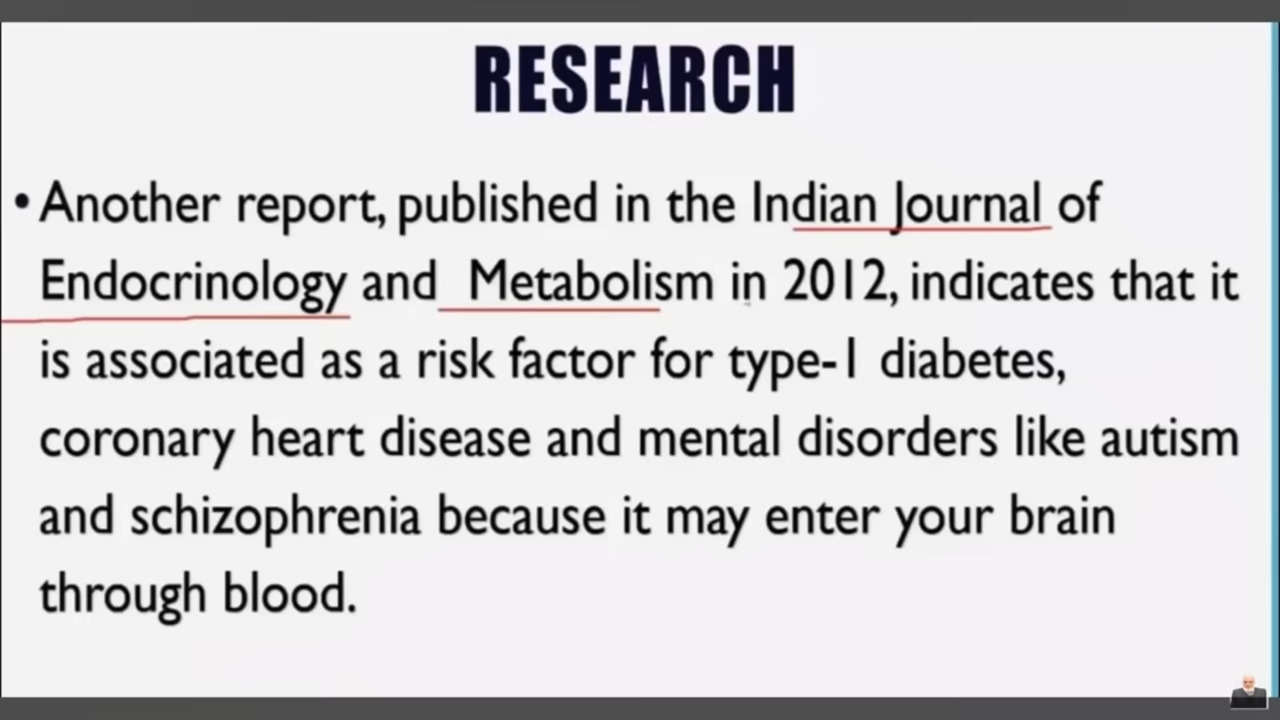 RESEARCH
• Another report, published in the Indian Journal of
Endocrinology and Metabolism in 2012, indicates that it
is associated as a risk factor for type-1 diabetes,
coronary heart disease and mental disorders like autism
and schizophrenia because it may enter your brain
through blood.